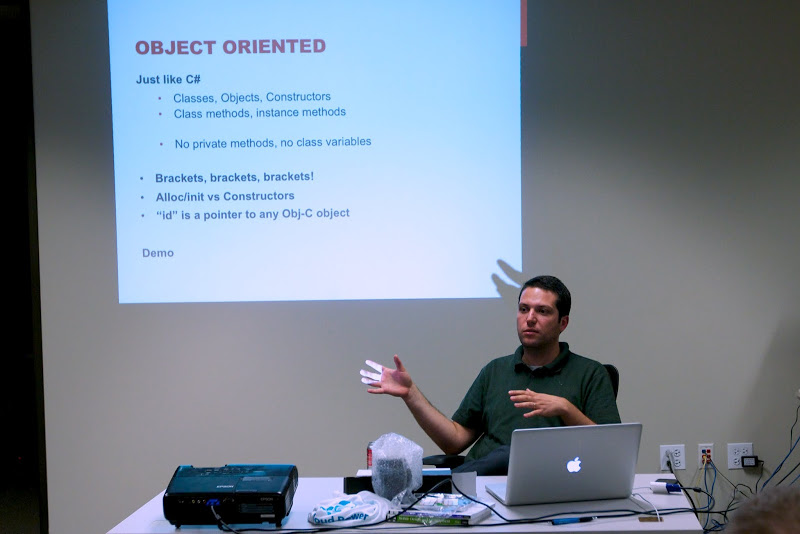 OBJECT ORIENTED
Just like C#
• Classes, Objects, Constructors
• Class methods, instance methods
• No private methods, no class variables
• Brackets, brackets, brackets!
• Alloc/init vs Constructors
• “id” is a pointer to any Obj-C object
Demo
EPSON